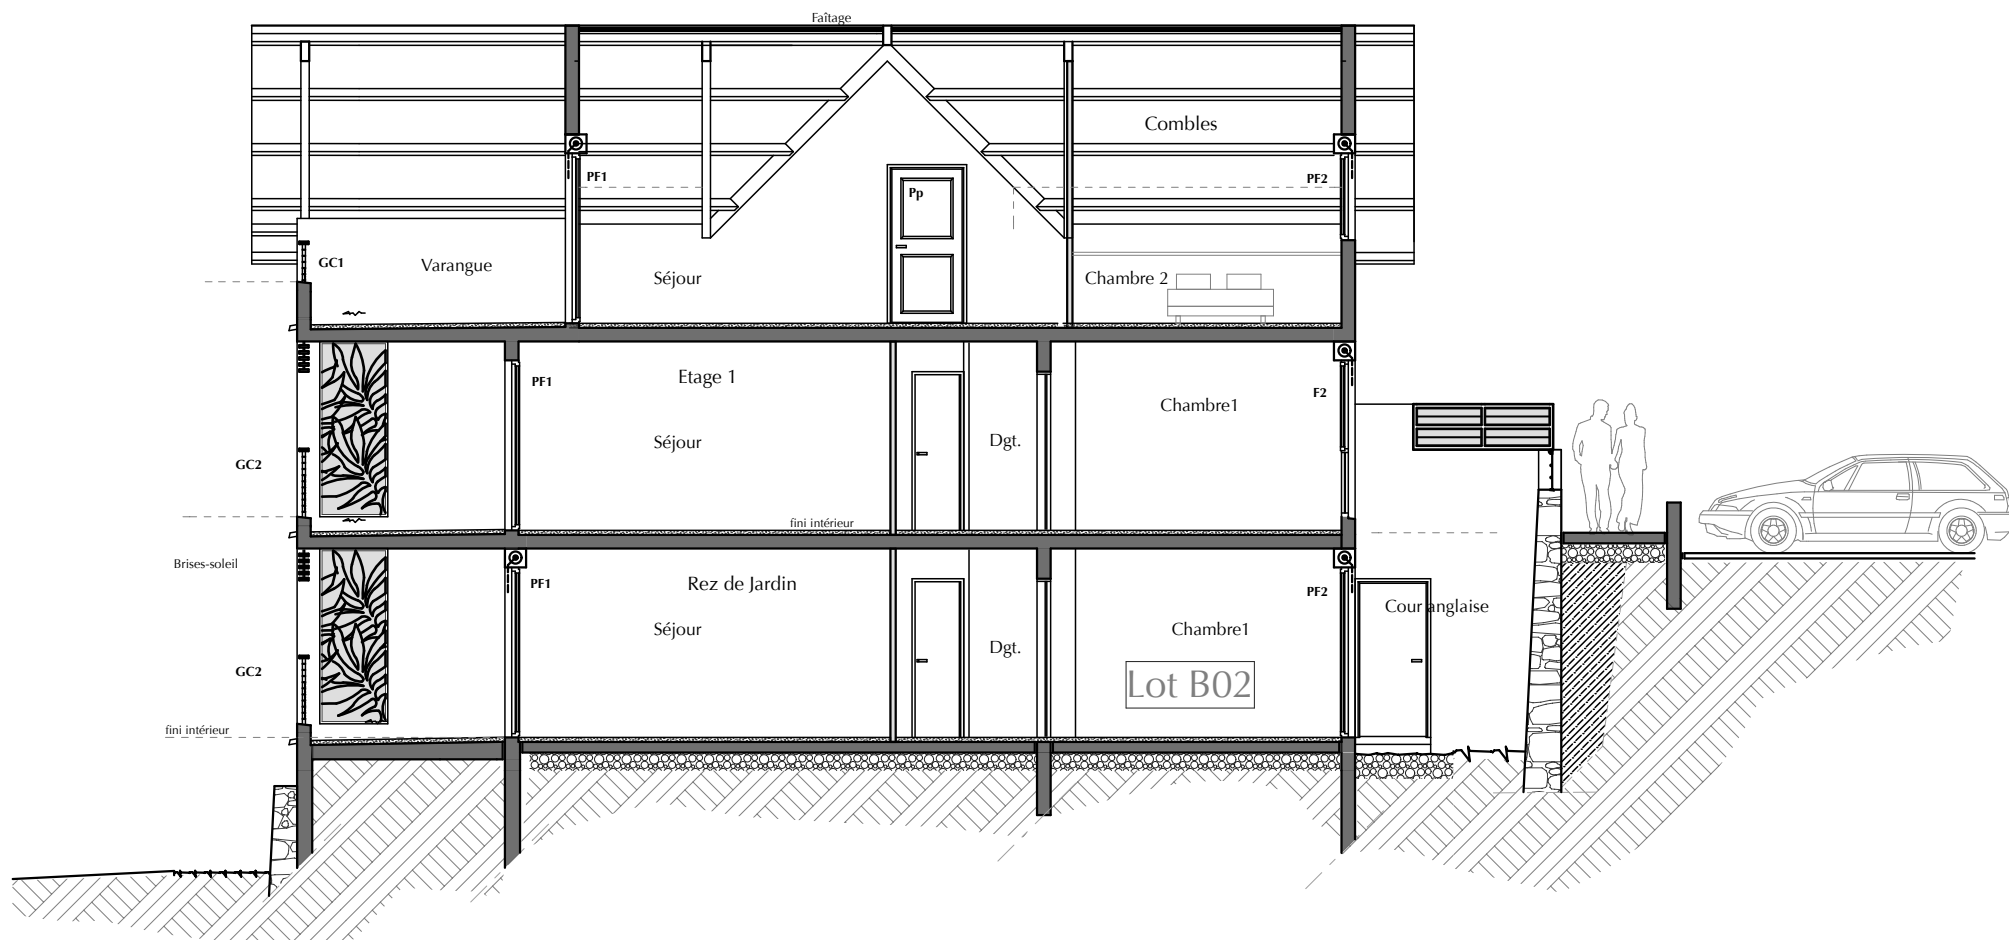 Faîtage
Combles
PF1
PF2
Pp
GC1
Varangue
Séjour
Chambre 2
PF1
Etage 1
F2
Chambre1
Séjour
Dgt.
GC2
fini intérieur
Brises-soleil
PF1
Rez de Jardin
PF2
Cour anglaise
Séjour
Chambre1
Dgt.
GC2
Lot B02
fini intérieur